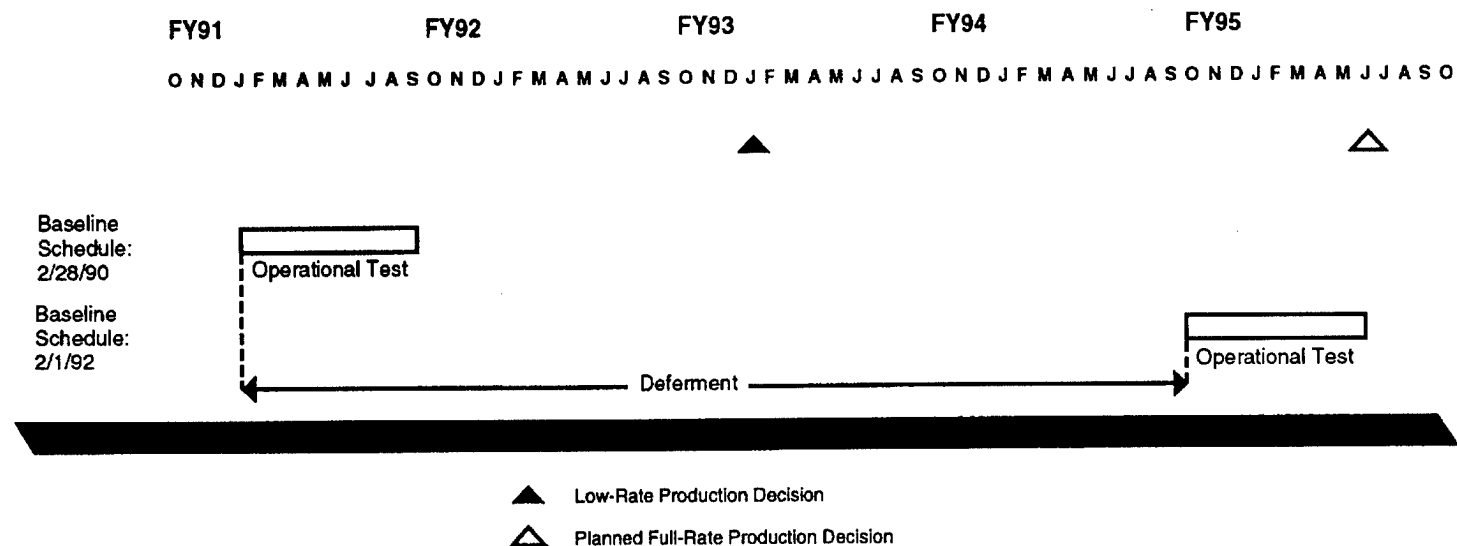 FY91 FY92 FY93 FY94 FY95
O N D J F M A M J J A S O N D J F M A M J J A S O N D J F M A M J J A S O N D J F M A M J J A S O N D J F M A M J J A S O
Baseline
Schedule:
2/28/90
Operational Test
Baseline
Schedule:
2/1/92
Operational Test
Deferment
Low-Rate Production Decision
Planned Full-Rate Production Decision